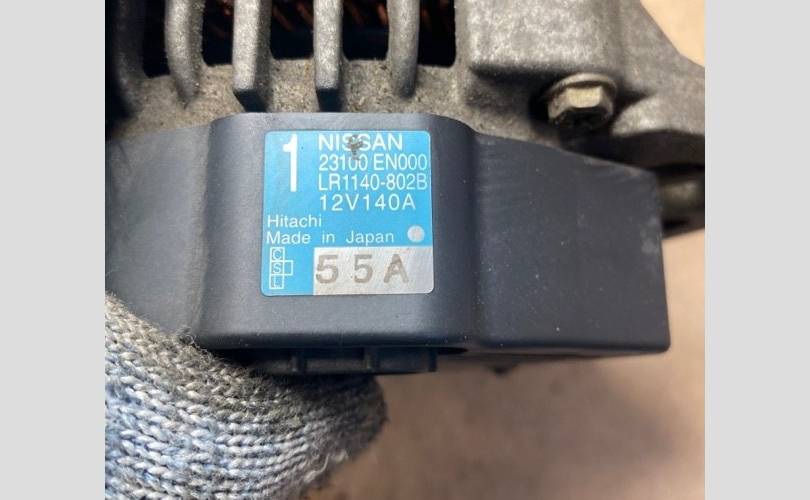 1
NISSAN
23100 EN000
LR1140-802B
12V140A
Hitachi
Made in Japan
C
S
L
55A